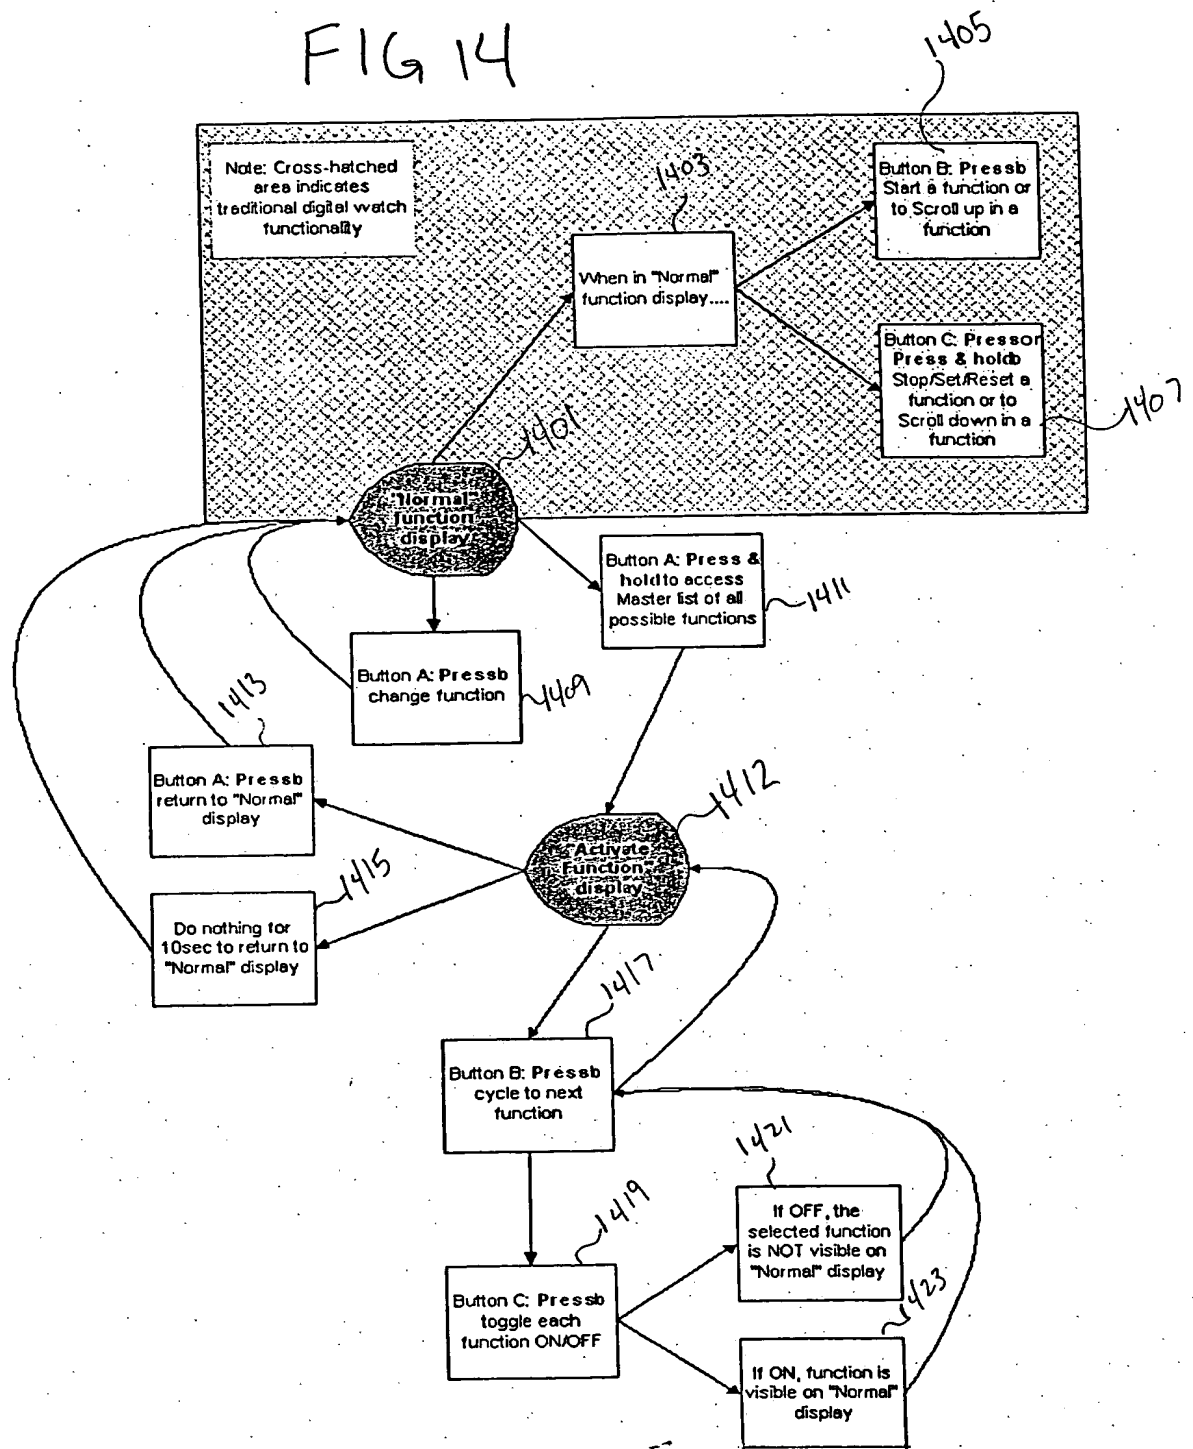 FIG 14
1405
Note: Cross-hatched
area indicates
traditional digital watch
functionality
1403
Button B: Pressb
Start a function or
to Scroll up in a
function
When in "Normal"
function display....
Button C: Pressor
Press & holdb
Stop/Set/Reset a
function or to
Scroll down in a
function
1407
1401
"Normal"
function
display
Button A: Press &
hold to access
Master list of all
possible functions
1411
Button A: Pressb
change function
1409
1413
Button A: Pressb
return to "Normal"
display
1412
"Activate
Function"
display
1415
Do nothing for
10sec to return to
"Normal" display
1417
Button B: Pressb
cycle to next
function
1421
If OFF, the
selected function
is NOT visible on
"Normal" display
1419
Button C: Pressb
toggle each
function ON/OFF
1423
If ON, function is
visible on "Normal"
display